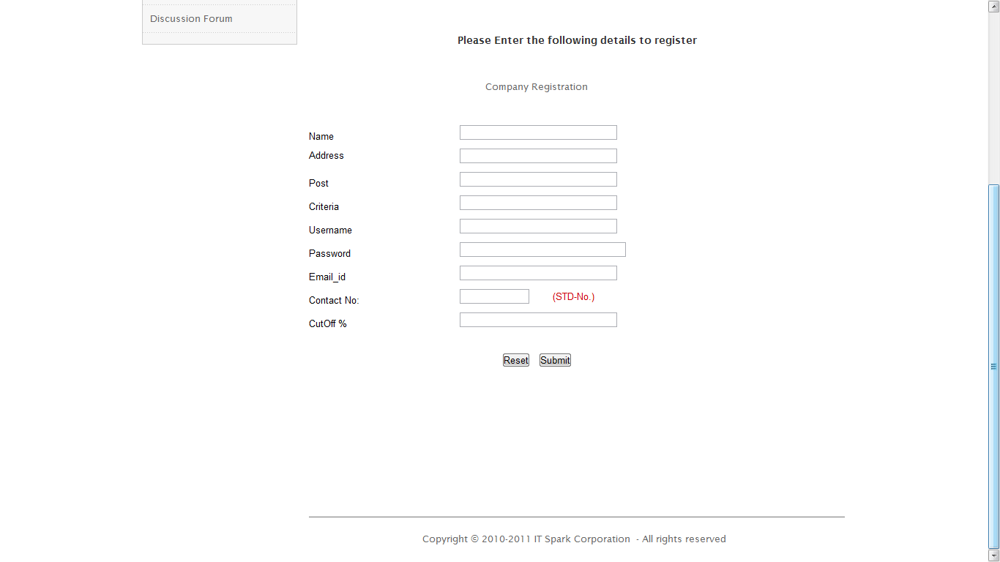 Discussion Forum
Please Enter the following details to register
Company Registration
Name
Address
Post
Criteria
Username
Password
Email_id
Contact No: (STD-No.)
CutOff %
Reset Submit
Copyright © 2010-2011 IT Spark Corporation - All rights reserved